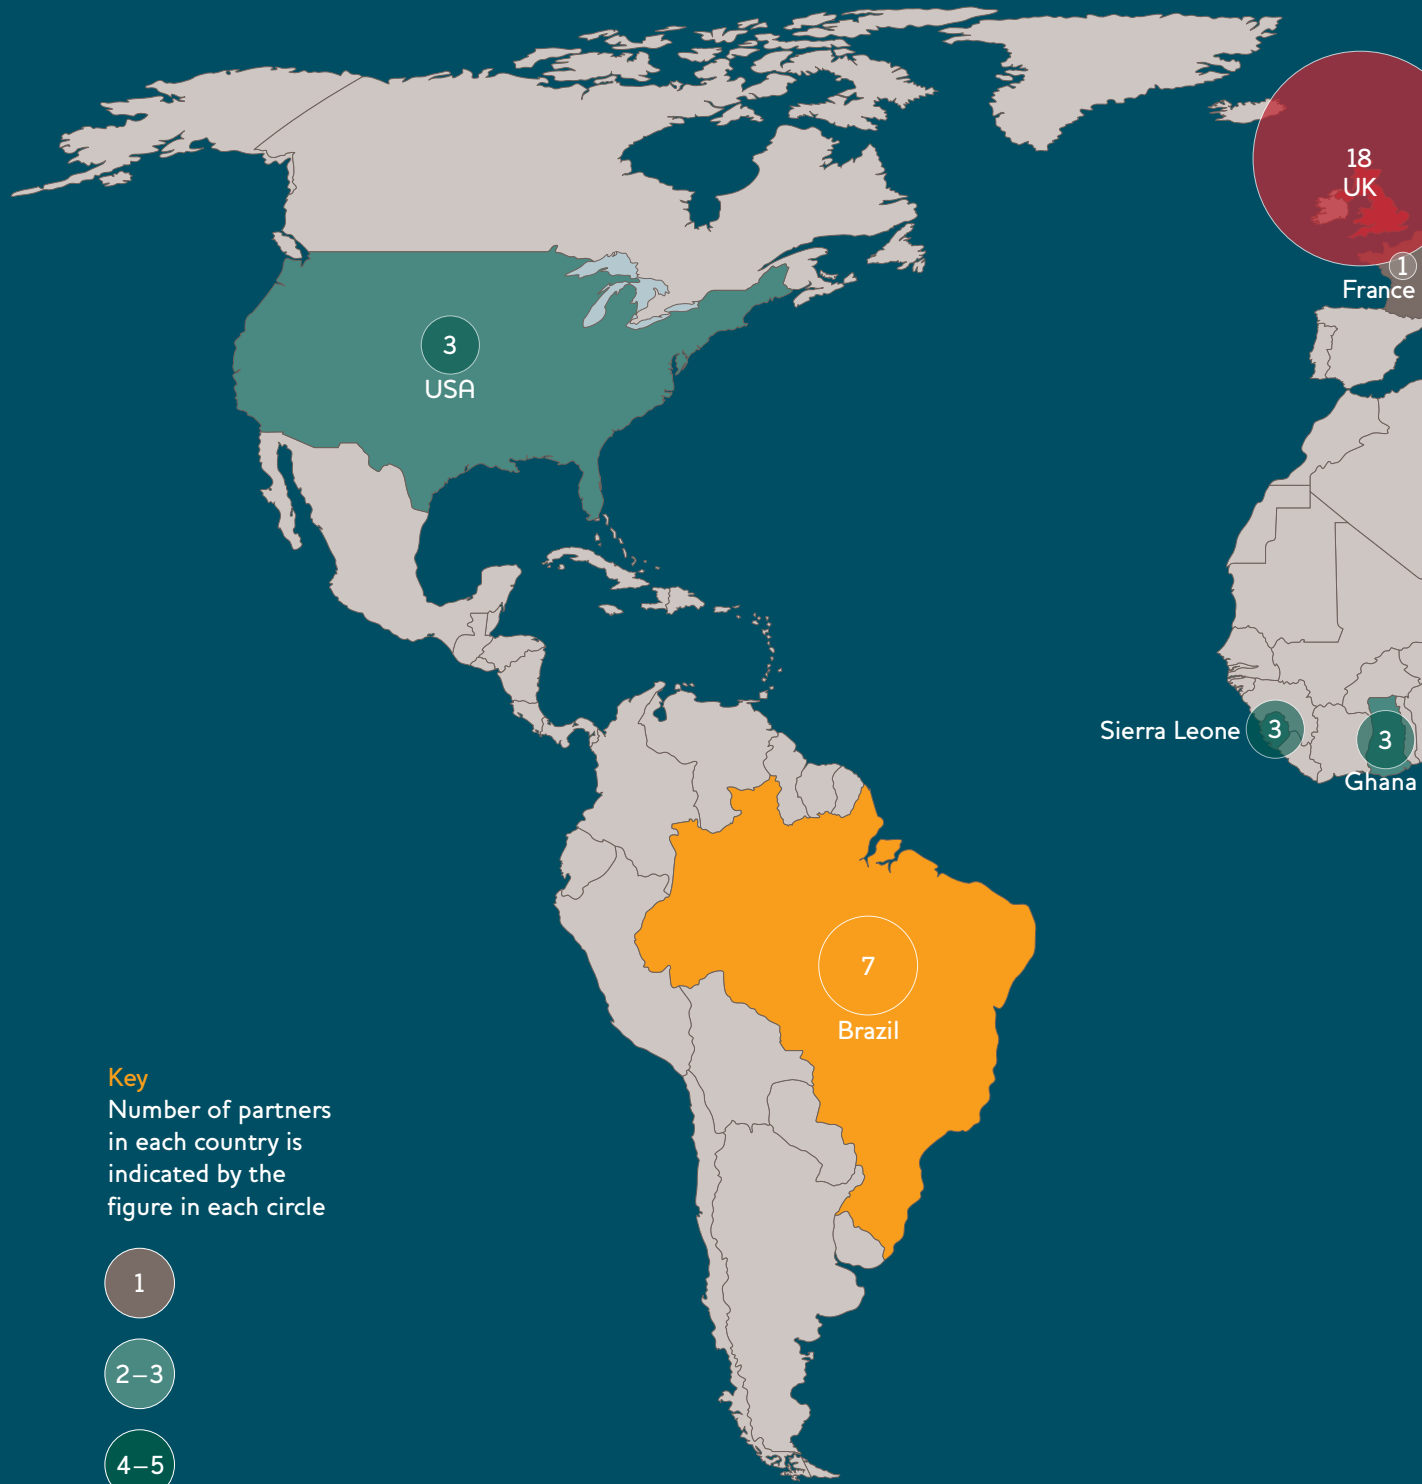 18
UK
1
France
3
USA
Sierra Leone
3
3
Ghana
7
Brazil
Key
Number of partners
in each country is
indicated by the
figure in each circle
1
2–3
4–5